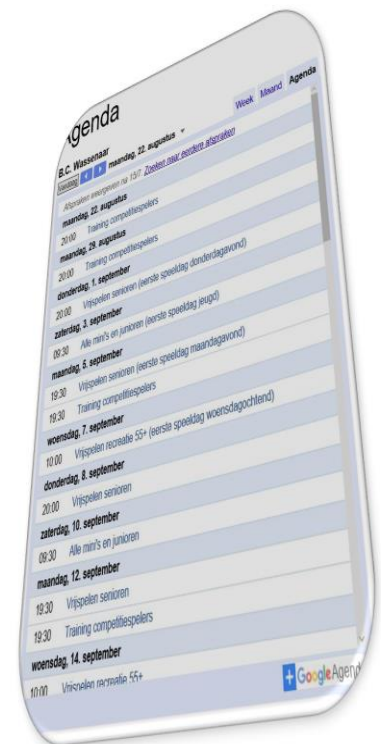 Agenda
B.C. Wassenaar
Vandaag maandag, 22. augustus Week Maand Agenda
Afspraken weergeven na 15/7. Zoeken naar eerdere afspraken
maandag, 22. augustus
20:00 Training competitiespelers
maandag, 29. augustus
20:00 Training competitiespelers
donderdag, 1. september
20:00 Vrijspelen senioren (eerste speeldag donderdagavond)
zaterdag, 3. september
09:30 Alle mini's en junioren (eerste speeldag jeugd)
maandag, 5. september
19:30 Vrijspelen senioren (eerste speeldag maandagavond)
19:30 Training competitiespelers
woensdag, 7. september
10:00 Vrijspelen recreatie 55+ (eerste speeldag woensdagochtend)
donderdag, 8. september
20:00 Vrijspelen senioren
zaterdag, 10. september
09:30 Alle mini's en junioren
maandag, 12. september
19:30 Vrijspelen senioren
19:30 Training competitiespelers
woensdag, 14. september
10:00 Vrijspelen recreatie 55+
+ Google Agenda